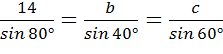 14/sin 80° = b/sin 40° = c/sin 60°